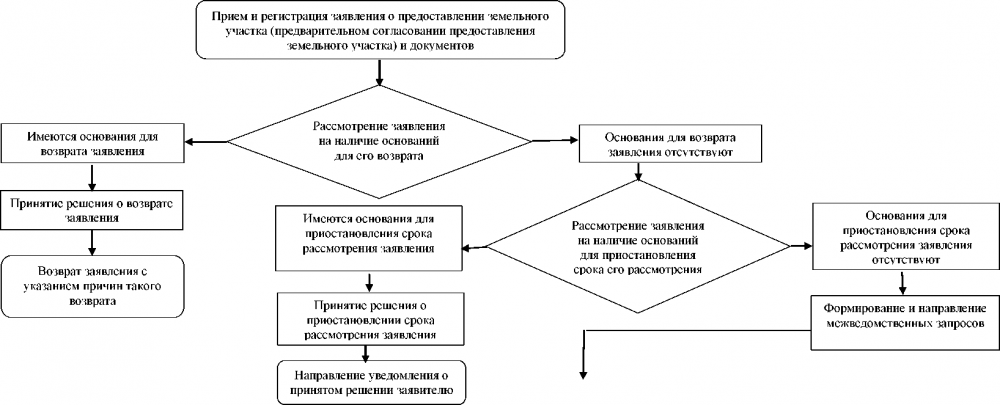 Прием и регистрация заявления о предоставлении земельного
участка (предварительном согласовании предоставления
земельного участка) и документов
Рассмотрение заявления
на наличие оснований
для его возврата
Имеются основания для
возврата заявления
Основания для возврата
заявления отсутствуют
Принятие решения о возврате
заявления
Возврат заявления с
указанием причин такого
возврата
Имеются основания для
приостановления срока
рассмотрения заявления
Рассмотрение заявления
на наличие оснований
для приостановления
срока его рассмотрения
Основания для
приостановления срока
рассмотрения заявления
отсутствуют
Принятие решения о
приостановлении срока
рассмотрения заявления
Формирование и направление
межведомственных запросов
Направление уведомления о
принятом решении заявителю